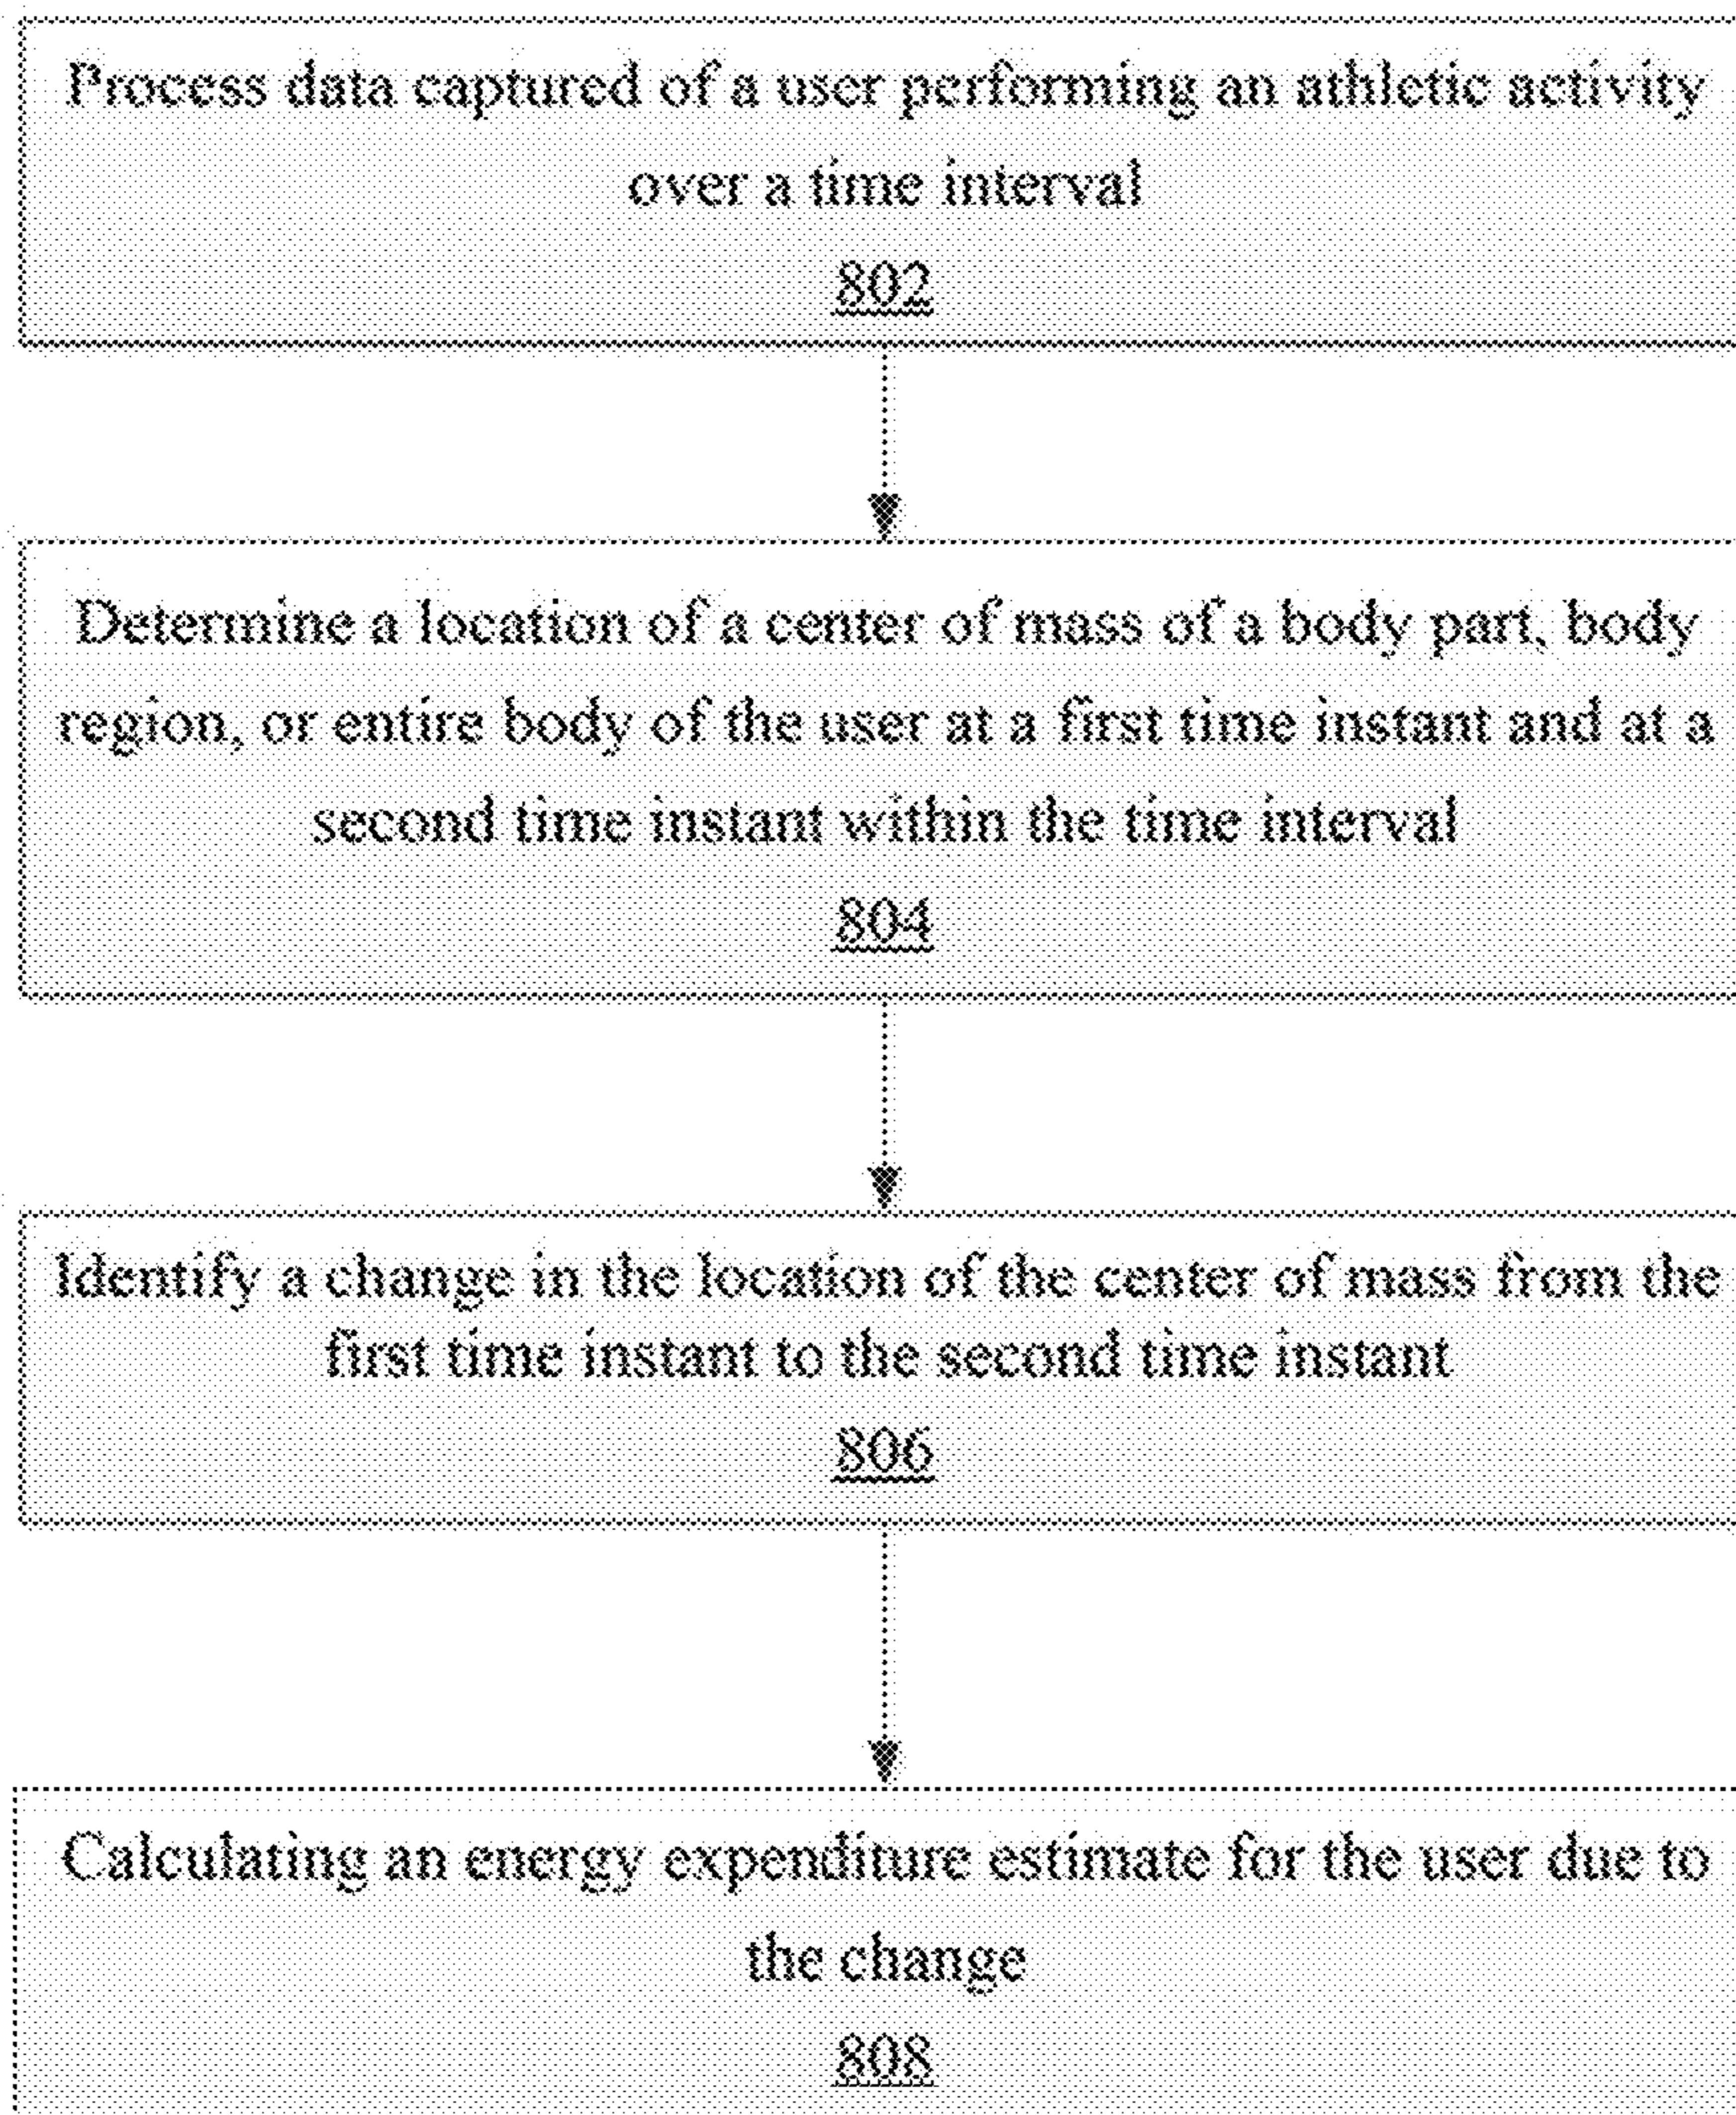 Process data captured of a user performing an athletic activity
over a time interval
802
Determine a location of a center of mass of a body part, body
region, or entire body of the user at a first time instant and at a
second time instant within the time interval
804
Identify a change in the location of the center of mass from the
first time instant to the second time instant
806
Calculating an energy expenditure estimate for the user due to
the change
808